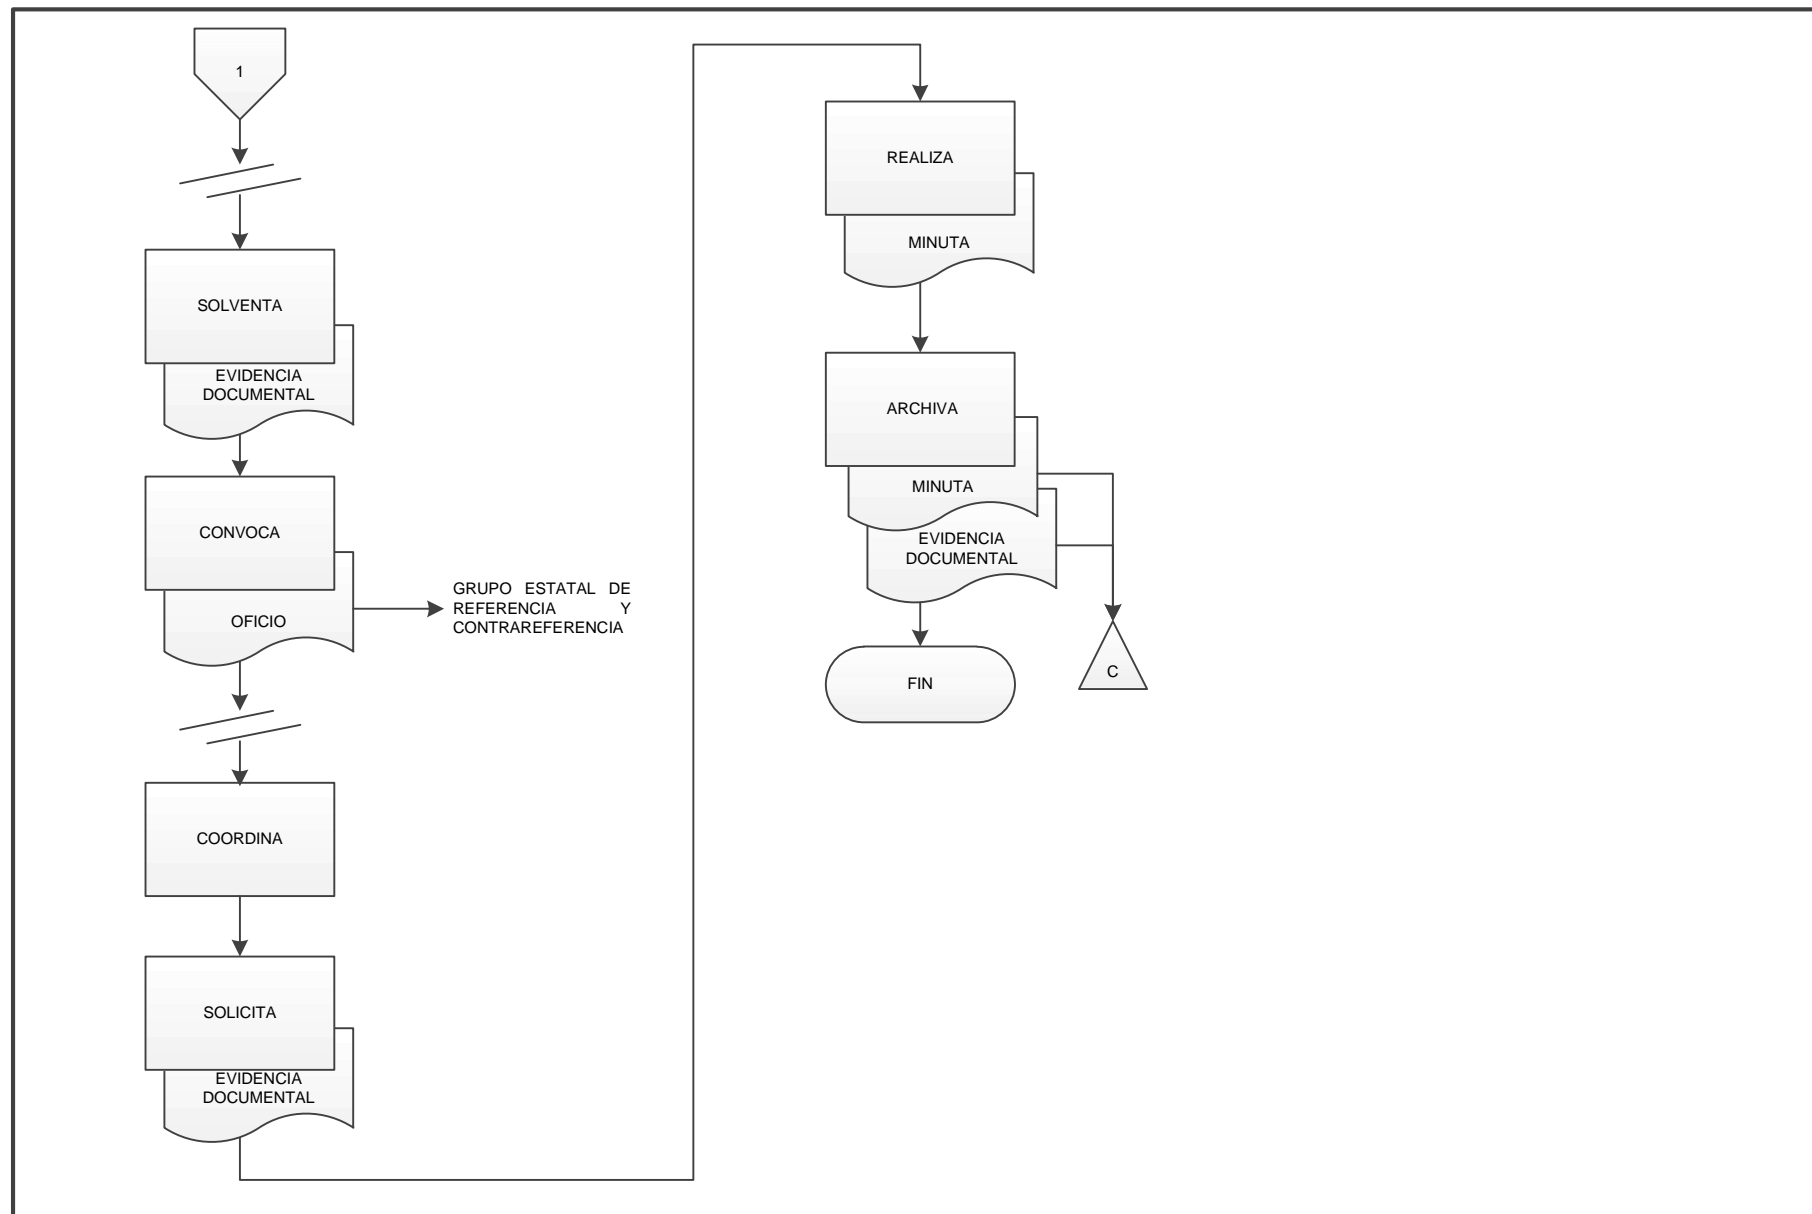 1
SOLVENTA
EVIDENCIA
DOCUMENTAL
CONVOCA
OFICIO
GRUPO ESTATAL DE
REFERENCIA Y
CONTRAREFERENCIA
COORDINA
SOLICITA
EVIDENCIA
DOCUMENTAL
REALIZA
MINUTA
ARCHIVA
MINUTA
EVIDENCIA
DOCUMENTAL
FIN
C